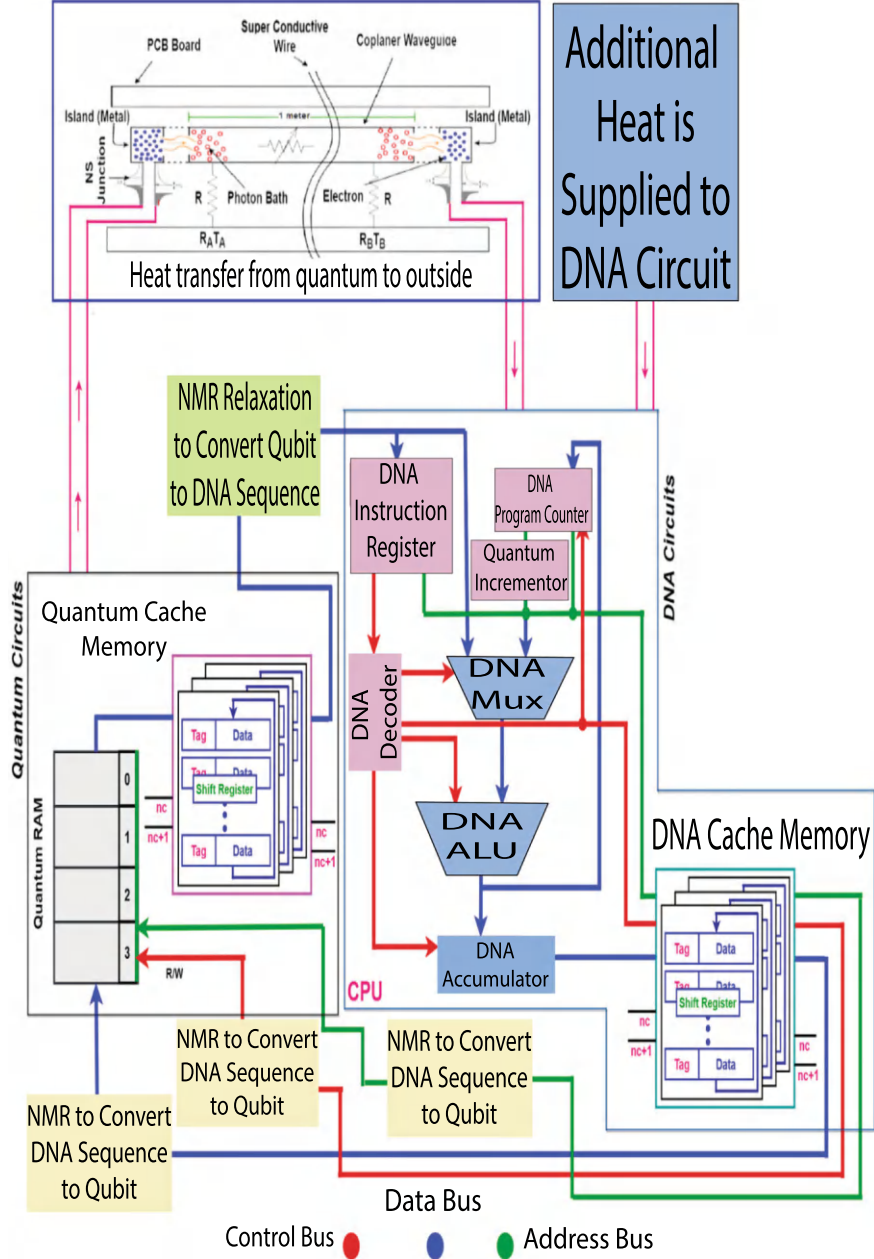 Super Conductive
Wire
PCB Board
Coplaner Waveguide
Island (Metal)
1 meter
Island (Metal)
NS
Junction
R
Photon Bath
Electron
R
RATA
RBTB
Heat transfer from quantum to outside
Additional
Heat is
Supplied to
DNA Circuit
NMR Relaxation
to Convert Qubit
to DNA Sequence
DNA
Instruction
Register
DNA
Program Counter
Quantum
Incrementor
DNA Circuits
Quantum Circuits
Quantum Cache
Memory
DNA
Decoder
DNA
Mux
Tag
Data
Tag
Data
Shift Register
Tag
Data
nc
nc+1
nc
nc+1
Quantum RAM
0
1
2
3
R/W
DNA
ALU
DNA Cache Memory
DNA
Accumulator
CPU
Tag
Data
Tag
Data
Shift Register
Tag
Data
nc
nc+1
nc
nc+1
NMR to Convert
DNA Sequence
to Qubit
NMR to Convert
DNA Sequence
to Qubit
NMR to Convert
DNA Sequence
to Qubit
Data Bus
Control Bus
Address Bus